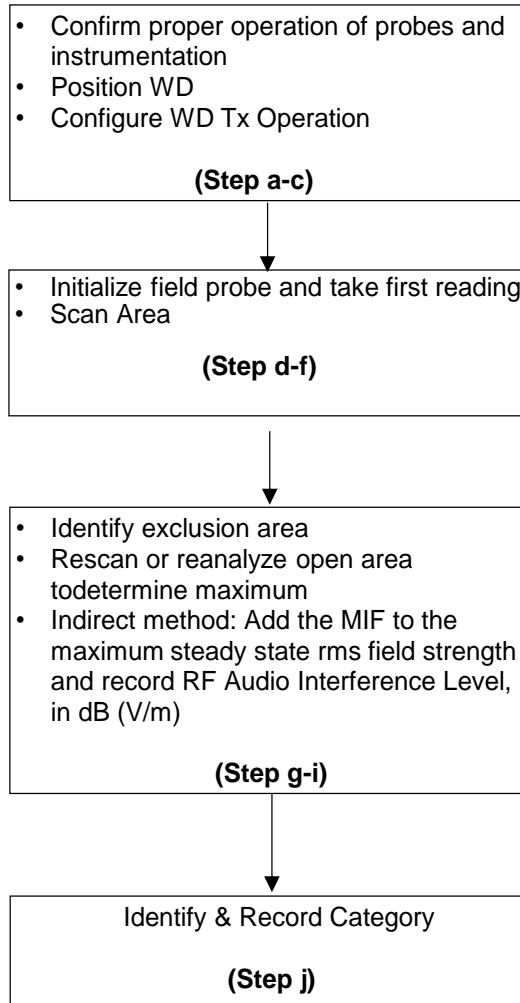 • Confirm proper operation of probes and
instrumentation
• Position WD
• Configure WD Tx Operation
(Step a-c)
• Initialize field probe and take first reading
• Scan Area
(Step d-f)
• Identify exclusion area
• Rescan or reanalyze open area
todetermine maximum
• Indirect method: Add the MIF to the
maximum steady state rms field strength
and record RF Audio Interference Level,
in dB (V/m)
(Step g-i)
Identify & Record Category
(Step j)